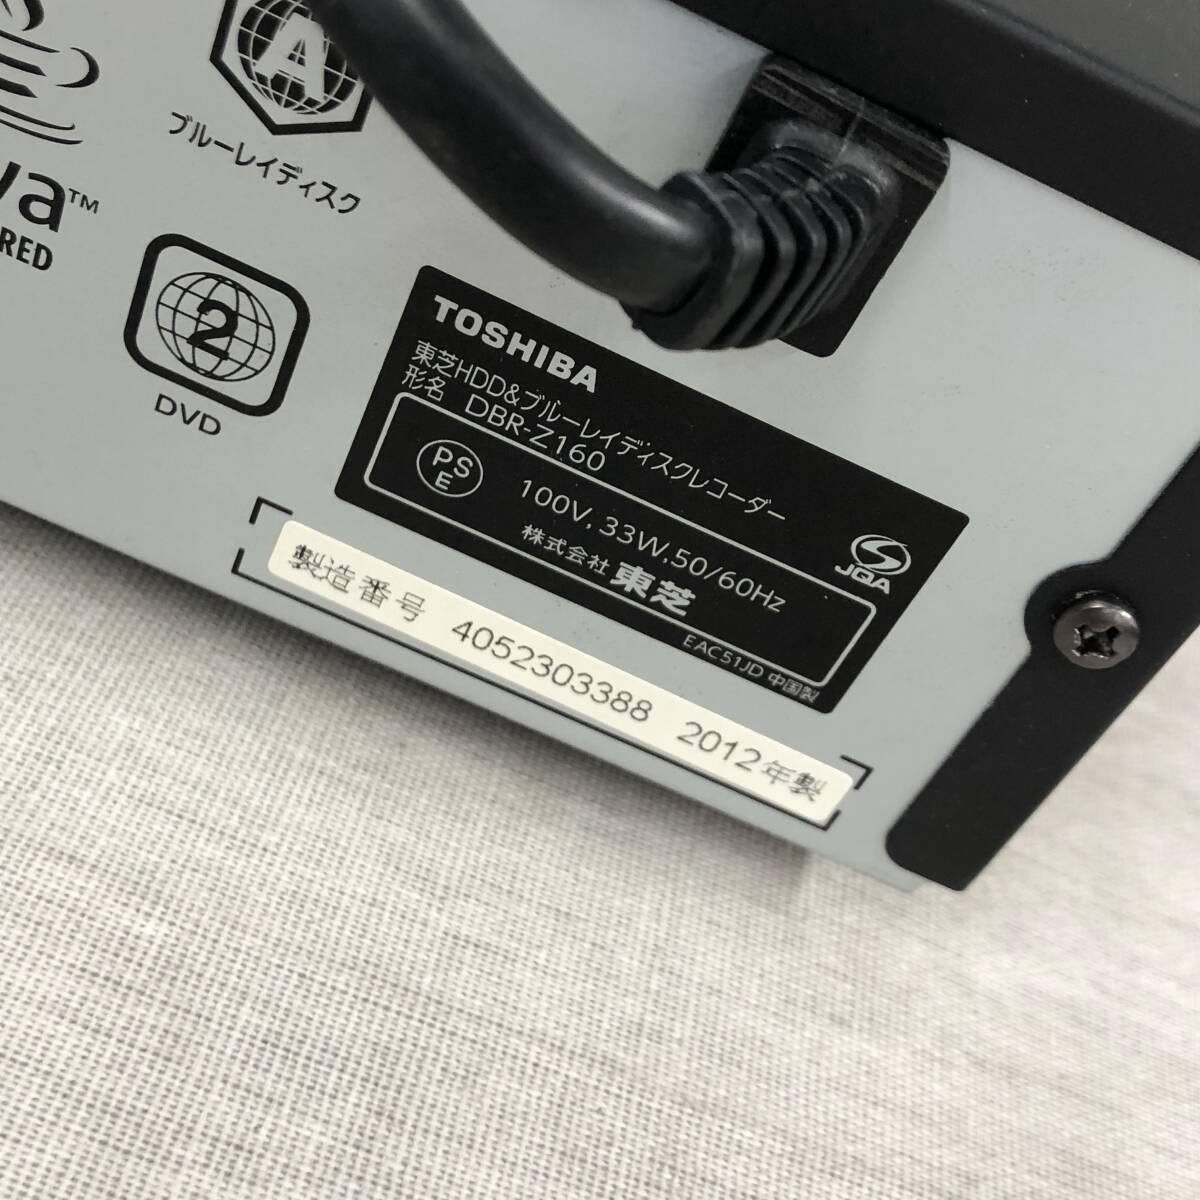 A
ブルーレイディスク
va™
RED
2
DVD
TOSHIBA
東芝HDD&ブルーレイディスクレコーダー
形名 DBR-Z160
PS
E
100V, 33W, 50/60Hz
株式会社 東芝
JQA
EAC51JD 中国製
製造番号 4052303388 2012年製